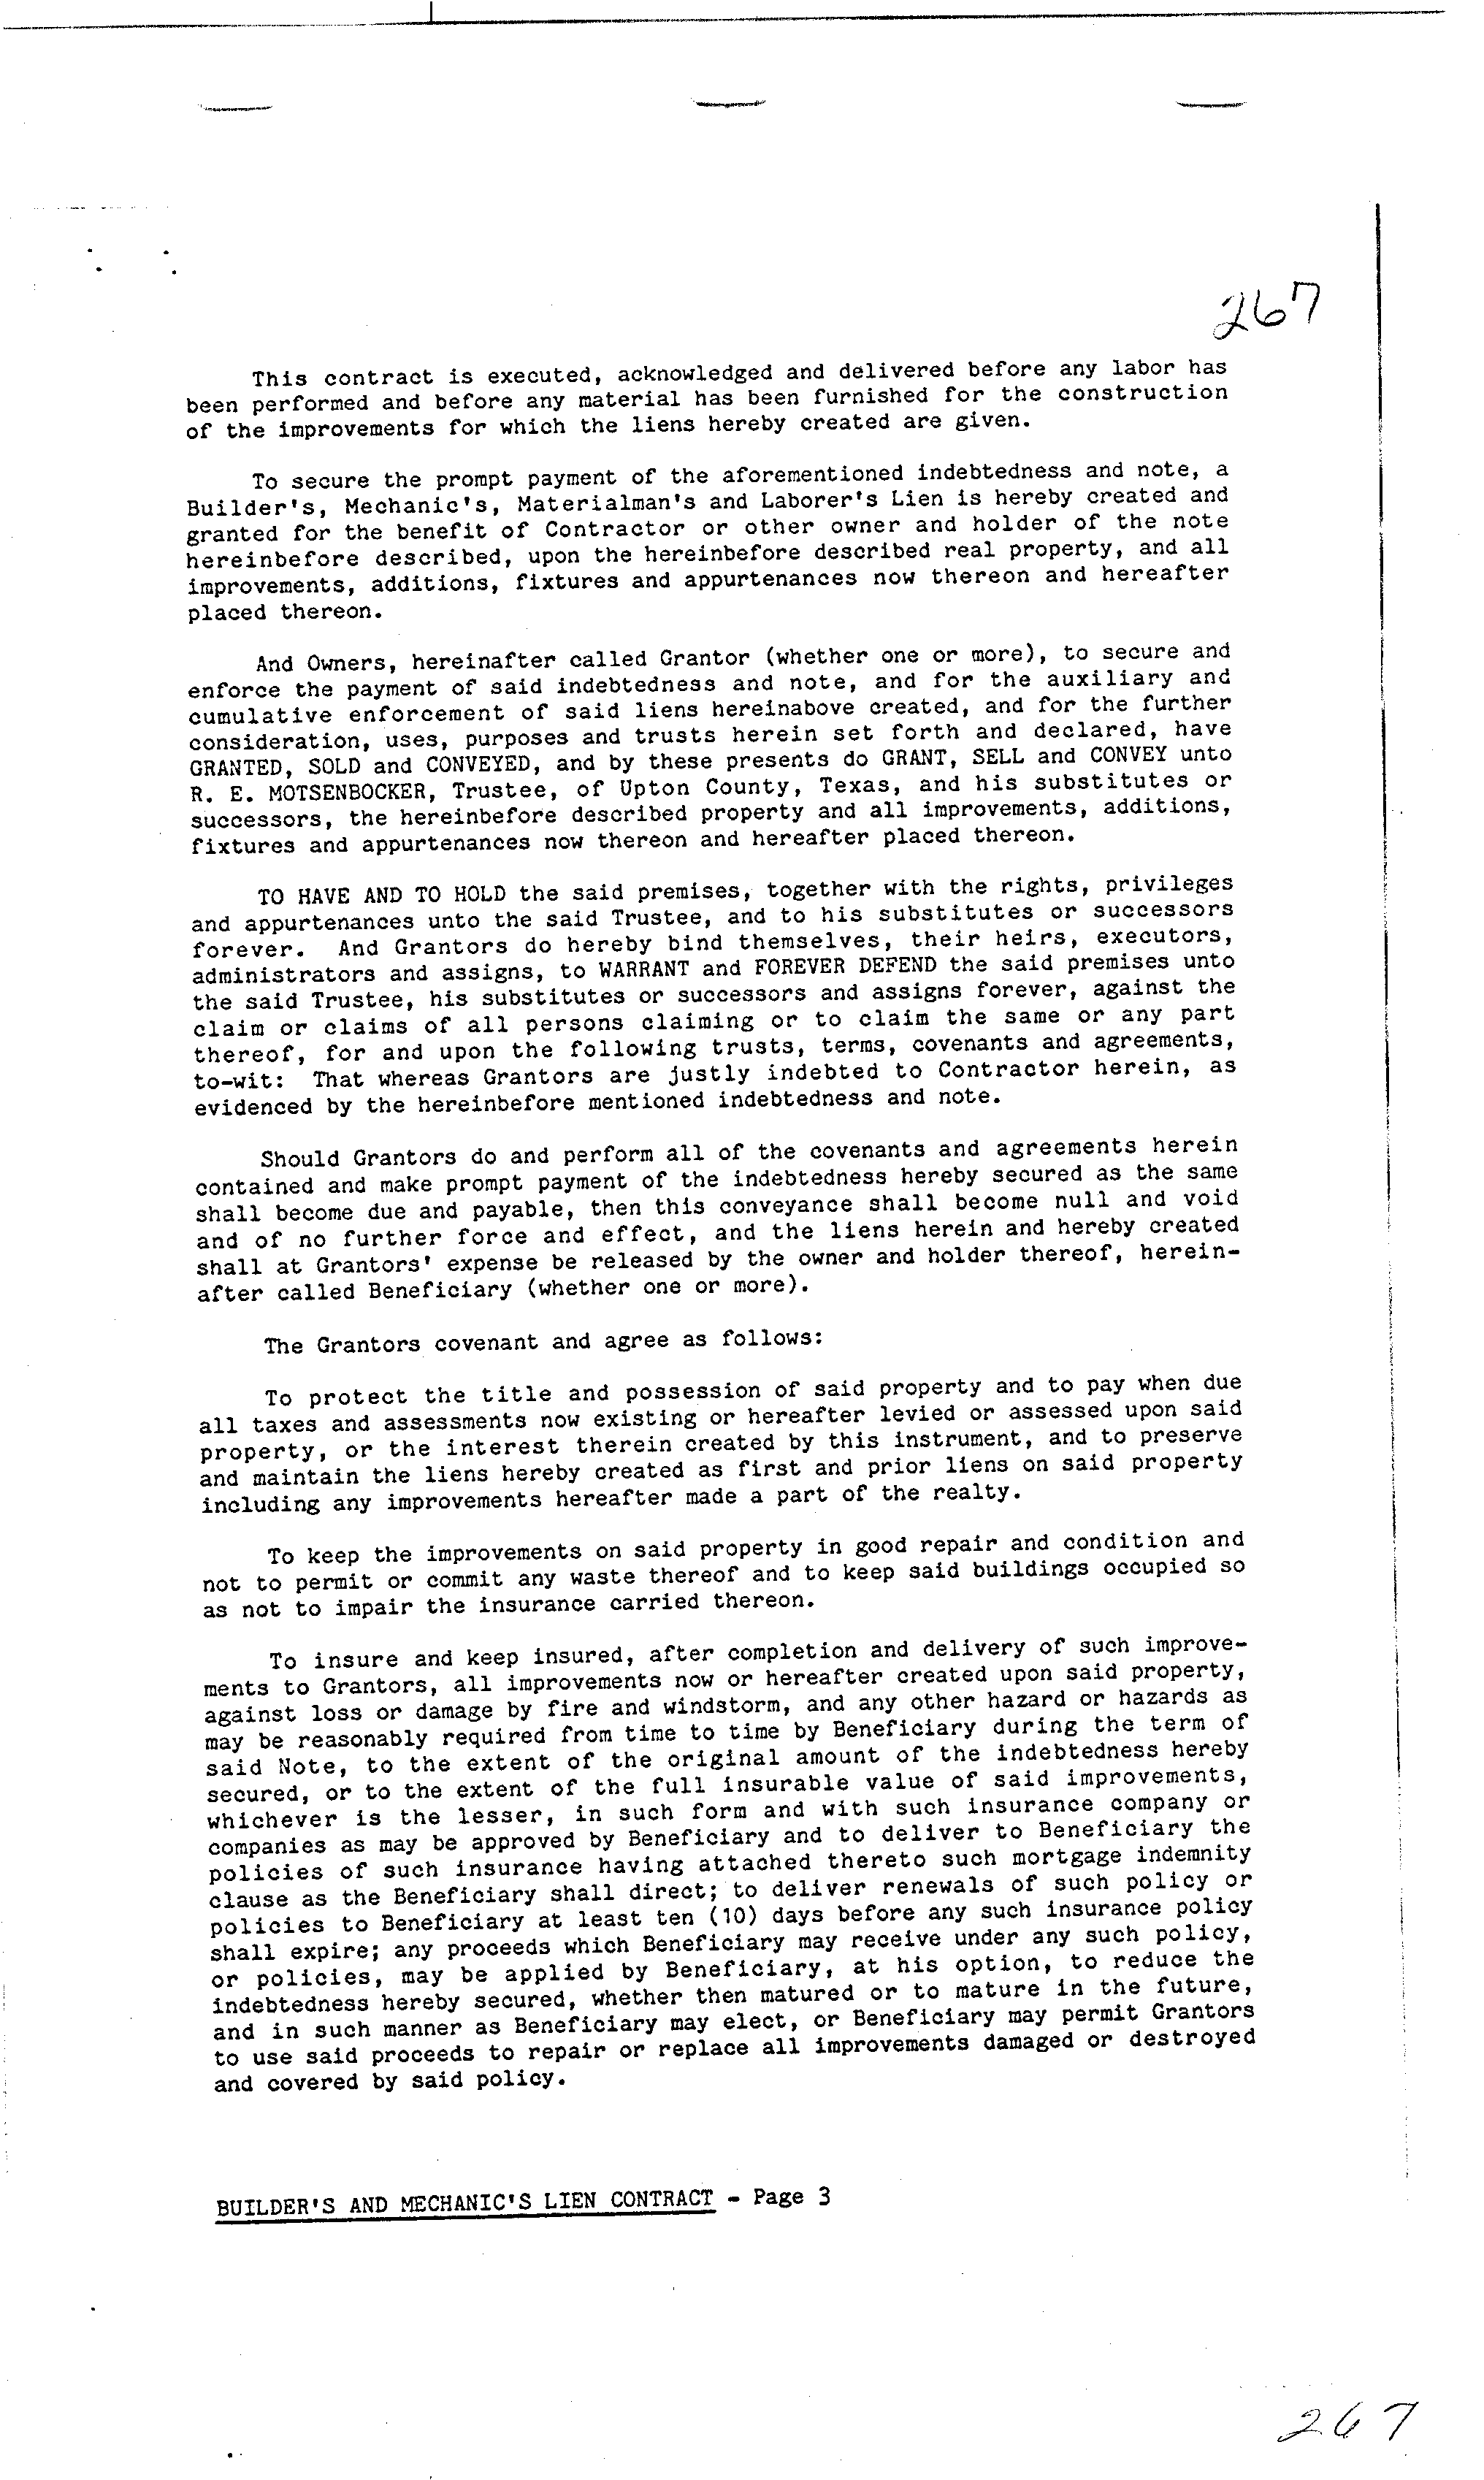 267
This contract is executed, acknowledged and delivered before any labor has
been performed and before any material has been furnished for the construction
of the improvements for which the liens hereby created are given.
To secure the prompt payment of the aforementioned indebtedness and note, a
Builder's, Mechanic's, Materialman's and Laborer's Lien is hereby created and
granted for the benefit of Contractor or other owner and holder of the note
hereinbefore described, upon the hereinbefore described real property, and all
improvements, additions, fixtures and appurtenances now thereon and hereafter
placed thereon.
And Owners, hereinafter called Grantor (whether one or more), to secure and
enforce the payment of said indebtedness and note, and for the auxiliary and
cumulative enforcement of said liens hereinabove created, and for the further
consideration, uses, purposes and trusts herein set forth and declared, have
GRANTED, SOLD and CONVEYED, and by these presents do GRANT, SELL and CONVEY unto
R. E. MOTSENBOCKER, Trustee, of Upton County, Texas, and his substitutes or
successors, the hereinbefore described property and all improvements, additions,
fixtures and appurtenances now thereon and hereafter placed thereon.
TO HAVE AND TO HOLD the said premises, together with the rights, privileges
and appurtenances unto the said Trustee, and to his substitutes or successors
forever. And Grantors do hereby bind themselves, their heirs, executors,
administrators and assigns, to WARRANT and FOREVER DEFEND the said premises unto
the said Trustee, his substitutes or successors and assigns forever, against the
claim or claims of all persons claiming or to claim the same or any part
thereof, for and upon the following trusts, terms, covenants and agreements,
to-wit: That whereas Grantors are justly indebted to Contractor herein, as
evidenced by the hereinbefore mentioned indebtedness and note.
Should Grantors do and perform all of the covenants and agreements herein
contained and make prompt payment of the indebtedness hereby secured as the same
shall become due and payable, then this conveyance shall become null and void
and of no further force and effect, and the liens herein and hereby created
shall at Grantors' expense be released by the owner and holder thereof, herein-
after called Beneficiary (whether one or more).
The Grantors covenant and agree as follows:
To protect the title and possession of said property and to pay when due
all taxes and assessments now existing or hereafter levied or assessed upon said
property, or the interest therein created by this instrument, and to preserve
and maintain the liens hereby created as first and prior liens on said property
including any improvements hereafter made a part of the realty.
To keep the improvements on said property in good repair and condition and
not to permit or commit any waste thereof and to keep said buildings occupied so
as not to impair the insurance carried thereon.
To insure and keep insured, after completion and delivery of such improve-
ments to Grantors, all improvements now or hereafter created upon said property,
against loss or damage by fire and windstorm, and any other hazard or hazards as
may be reasonably required from time to time by Beneficiary during the term of
said Note, to the extent of the original amount of the indebtedness hereby
secured, or to the extent of the full insurable value of said improvements,
whichever is the lesser, in such form and with such insurance company or
companies as may be approved by Beneficiary and to deliver to Beneficiary the
policies of such insurance having attached thereto such mortgage indemnity
clause as the Beneficiary shall direct; to deliver renewals of such policy or
policies to Beneficiary at least ten (10) days before any such insurance policy
shall expire; any proceeds which Beneficiary may receive under any such policy,
or policies, may be applied by Beneficiary, at his option, to reduce the
indebtedness hereby secured, whether then matured or to mature in the future,
and in such manner as Beneficiary may elect, or Beneficiary may permit Grantors
to use said proceeds to repair or replace all improvements damaged or destroyed
and covered by said policy.
BUILDER'S AND MECHANIC'S LIEN CONTRACT - Page 3
267